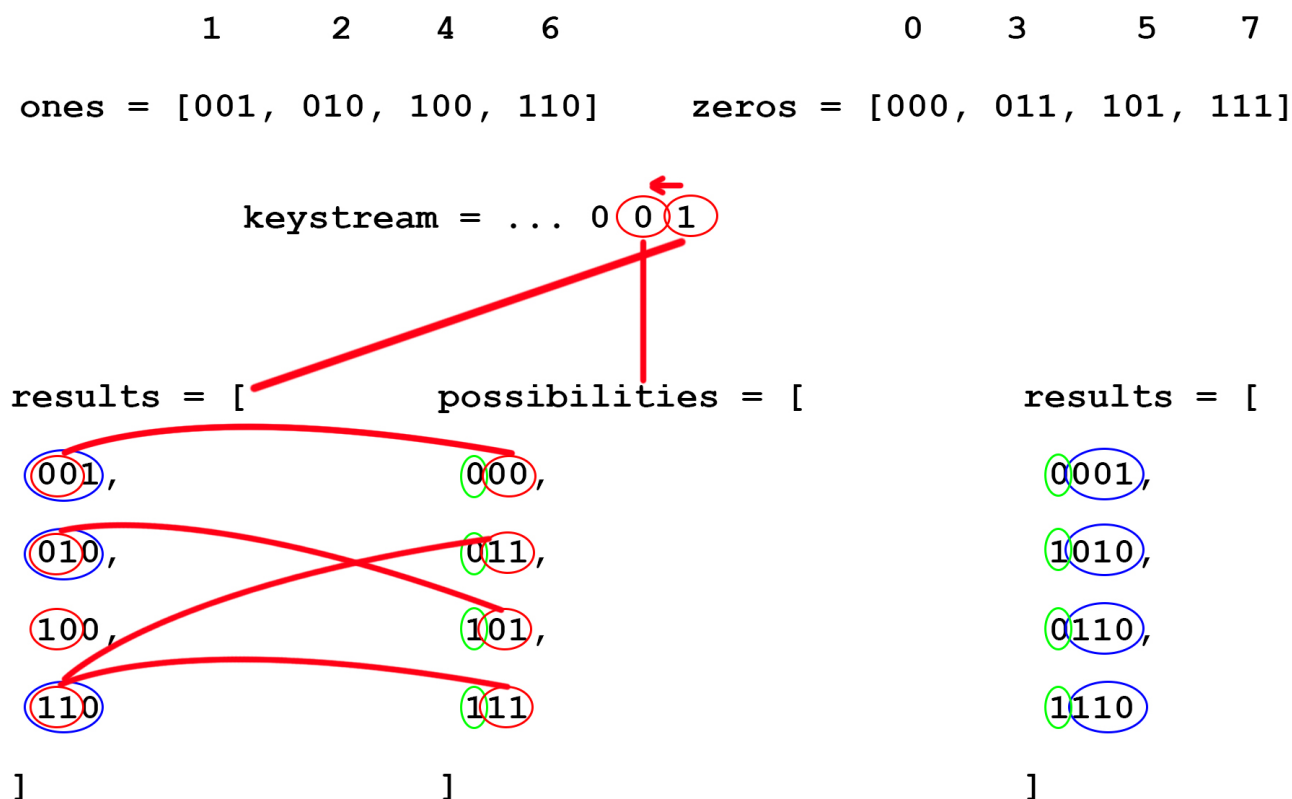 1 2 4 6 0 3 5 7
ones = [001, 010, 100, 110] zeros = [000, 011, 101, 111]
keystream = ... 0 0 1
results = [ possibilities = [ results = [
001, 000, 0001,
010, 011, 1010,
100, 101, 0110,
110 111 1110
] ] ]